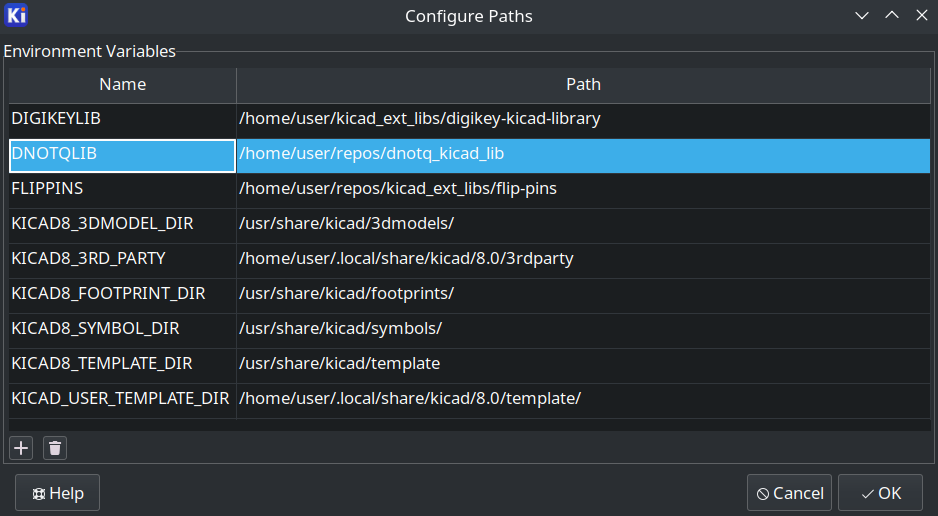 Ki Configure Paths
Environment Variables
Name Path
DIGIKEYLIB /home/user/kicad_ext_libs/digikey-kicad-library
DNOTQLIB /home/user/repos/dnotq_kicad_lib
FLIPPINS /home/user/repos/kicad_ext_libs/flip-pins
KICAD8_3DMODEL_DIR /usr/share/kicad/3dmodels/
KICAD8_3RD_PARTY /home/user/.local/share/kicad/8.0/3rdparty
KICAD8_FOOTPRINT_DIR /usr/share/kicad/footprints/
KICAD8_SYMBOL_DIR /usr/share/kicad/symbols/
KICAD8_TEMPLATE_DIR /usr/share/kicad/template
KICAD_USER_TEMPLATE_DIR /home/user/.local/share/kicad/8.0/template/
Help Cancel OK